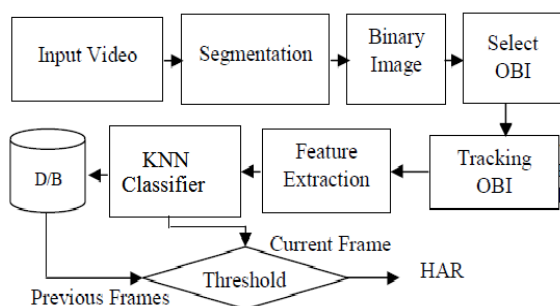 Input Video
Segmentation
Binary
Image
Select
OBI
Tracking
OBI
Feature
Extraction
KNN
Classifier
D/B
Current Frame
Previous Frames
Threshold
HAR